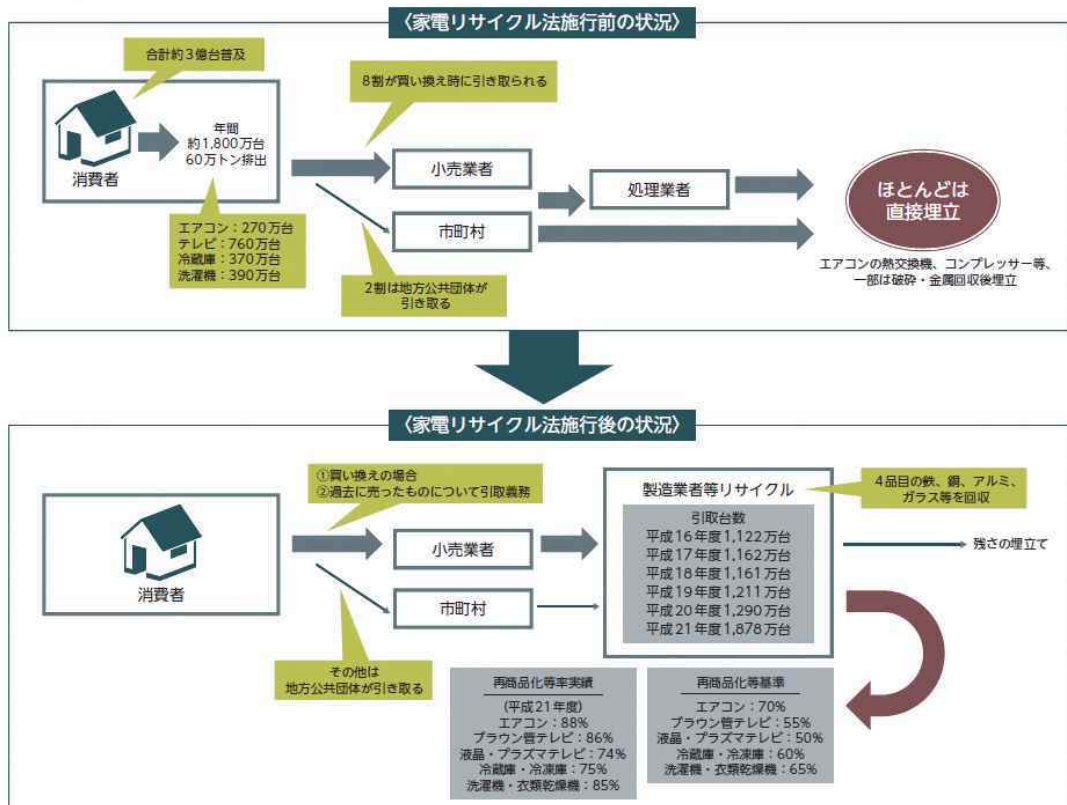 〈家電リサイクル法施行前の状況〉
合計約3億台普及
8割が買い換え時に引き取られる
年間
約1,800万台
60万トン排出
消費者
小売業者
処理業者
ほとんどは
直接埋立
エアコン：270万台
テレビ：760万台
冷蔵庫：370万台
洗濯機：390万台
市町村
2割は地方公共団体が
引き取る
エアコンの熱交換機、コンプレッサー等、
一部は破砕・金属回収後埋立
〈家電リサイクル法施行後の状況〉
①買い換えの場合
②過去に売ったものについて引取義務
製造業者等リサイクル
4品目の鉄、銅、アルミ、
ガラス等を回収
消費者
小売業者
市町村
引取台数
平成16年度1,122万台
平成17年度1,162万台
平成18年度1,161万台
平成19年度1,211万台
平成20年度1,290万台
平成21年度1,878万台
残さの埋立て
その他は
地方公共団体が引き取る
再商品化等率実績
(平成21年度)
エアコン：88%
ブラウン管テレビ：86%
液晶・プラズマテレビ：74%
冷蔵庫・冷凍庫：75%
洗濯機・衣類乾燥機：85%
再商品化等基準
エアコン：70%
ブラウン管テレビ：55%
液晶・プラズマテレビ：50%
冷蔵庫・冷凍庫：60%
洗濯機・衣類乾燥機：65%